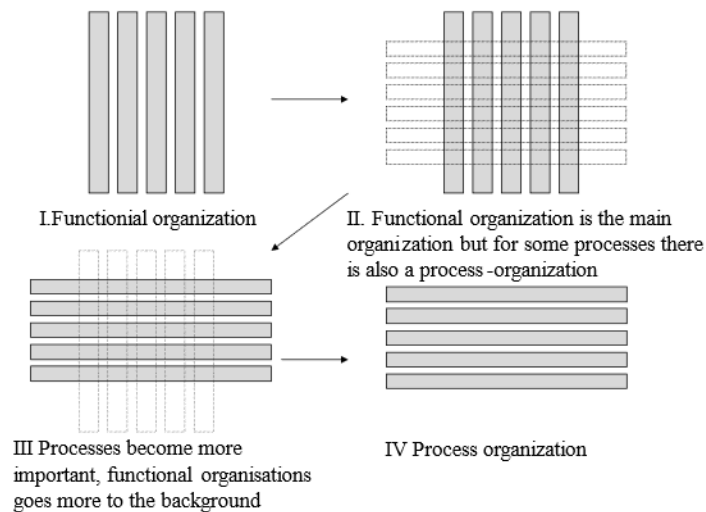 I.Functionial organization
II. Functional organization is the main
organization but for some processes there
is also a process-organization
III Processes become more
important, functional organisations
goes more to the background
IV Process organization